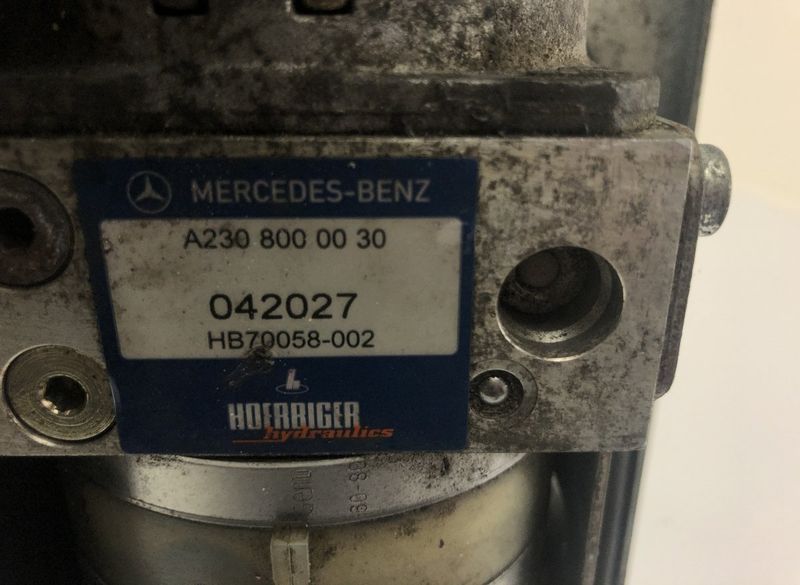 MERCEDES-BENZ
A230 800 00 30
042027
HB70058-002
HOERBIGER
hydraulics